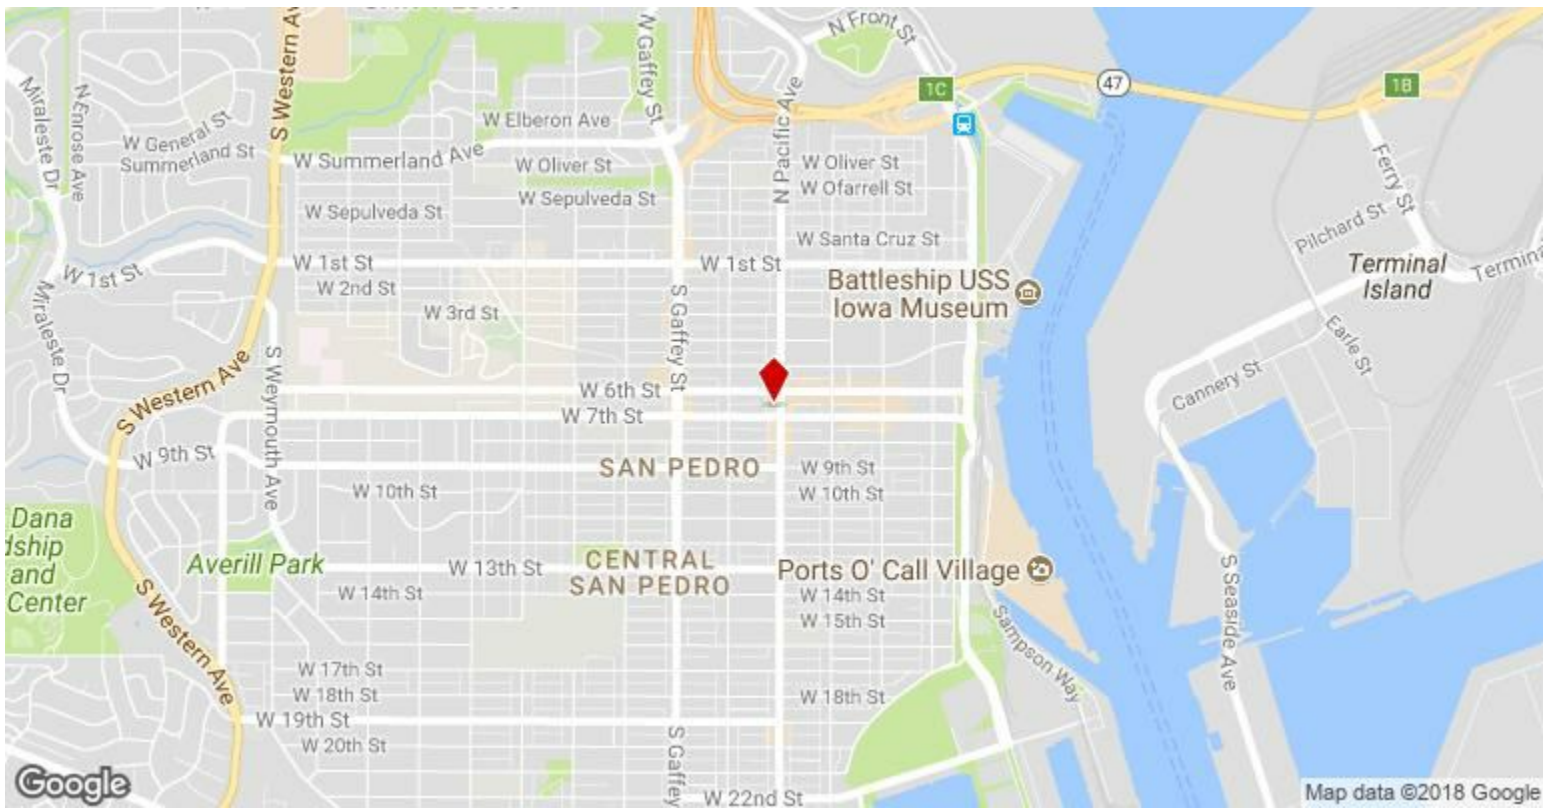 N Front St
1C
47
1B
S Western Av
N Gaffey St
N Pacific Ave
Miraleste Dr
N Enrose Ave
W General St
Summerland St
W Elberon Ave
W Summerland Ave
W Oliver St
W Oliver St
W Sepulveda St
W Ofarrell St
W Sepulveda St
Ferry St
Pilchard St
W Santa Cruz St
W 1st St
W 1st St
W 1st St
W 2nd St
W 3rd St
Battleship USS
Iowa Museum
Terminal
Island
Termina
Miraleste Dr
S Gaffey St
Earle St
S Western Ave
S Weymouth Ave
W 6th St
W 7th St
Cannery St
W 9th St
SAN PEDRO
W 9th St
W 10th St
W 10th St
Dana
dship
and
Center
Averill Park
W 13th St
W 14th St
CENTRAL
SAN PEDRO
Ports O' Call Village
W 14th St
W 15th St
S Seaside Ave
Sampson Way
S Western Ave
W 17th St
W 18th St
W 18th St
W 19th St
W 20th St
S Gaffey
W 22nd St
Google
Map data ©2018 Google